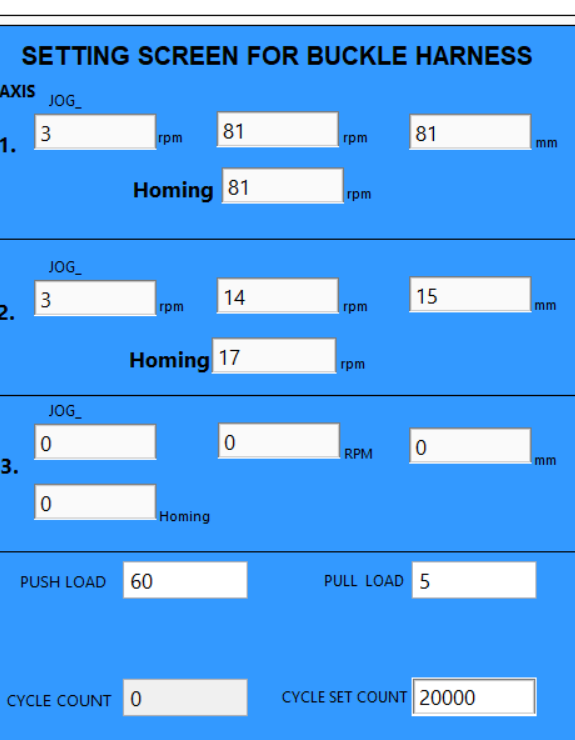 SETTING SCREEN FOR BUCKLE HARNESS
AXIS
JOG_
1. 3 rpm 81 rpm 81 mm
Homing 81 rpm
JOG_
2. 3 rpm 14 rpm 15 mm
Homing 17 rpm
JOG_
3. 0 0 RPM 0 mm
0 Homing
PUSH LOAD 60 PULL LOAD 5
CYCLE COUNT 0 CYCLE SET COUNT 20000